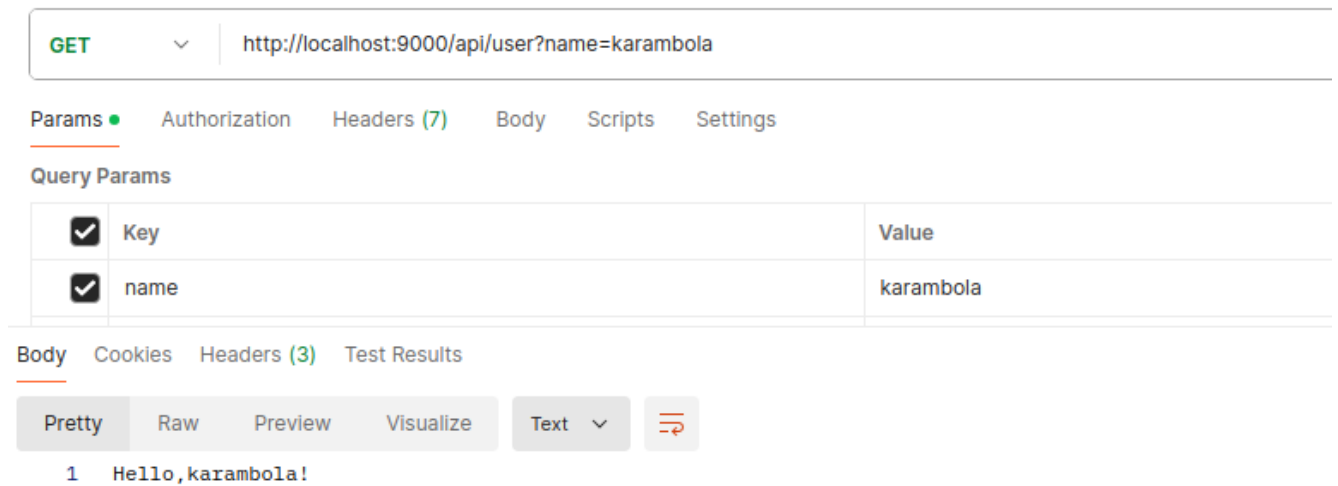 GET http://localhost:9000/api/user?name=karambola
Params Authorization Headers (7) Body Scripts Settings
Query Params
Key Value
name karambola
Body Cookies Headers (3) Test Results
Pretty Raw Preview Visualize Text
1 Hello,karambola!